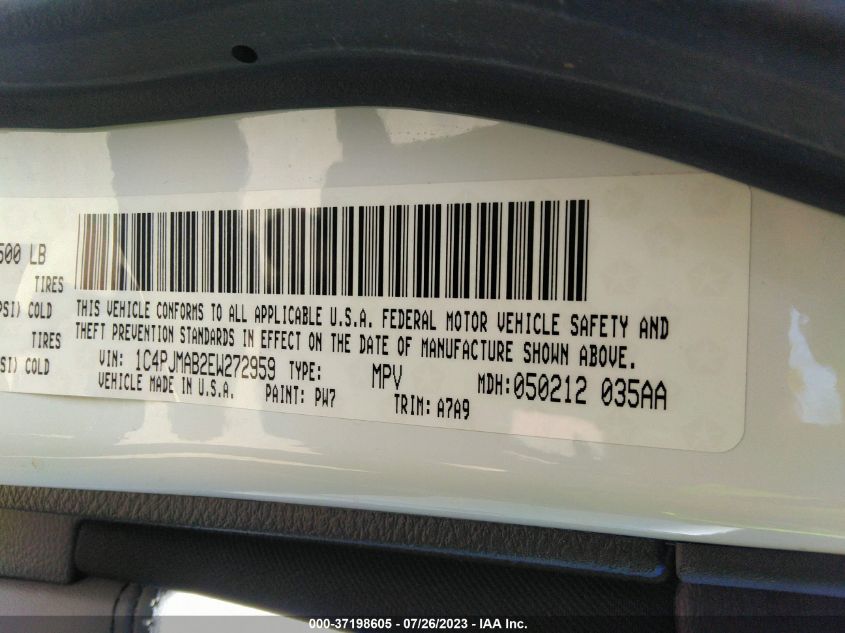 500 LB
TIRES
PSI) COLD
TIRES
SI) COLD
THIS VEHICLE CONFORMS TO ALL APPLICABLE U.S.A. FEDERAL MOTOR VEHICLE SAFETY AND
THEFT PREVENTION STANDARDS IN EFFECT ON THE DATE OF MANUFACTURE SHOWN ABOVE.
VIN: 1C4PJMAB2EW272959 TYPE: MPV MDH:050212 035AA
VEHICLE MADE IN U.S.A. PAINT: PW7 TRIM: A7A9
000-37198605 / 07/26/2023 - IAA Inc.